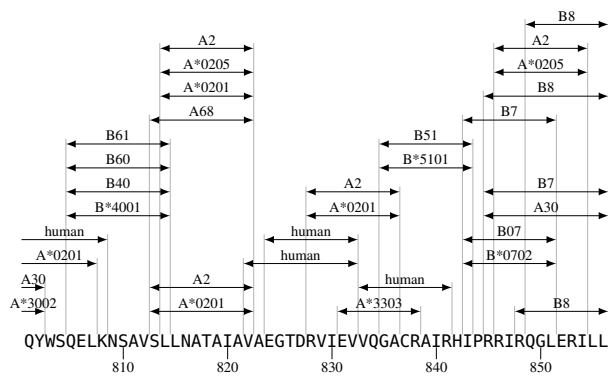 B8
A2 A2
A*0205 A*0205
A*0201 B8
A68 B7
B61 B51
B60 B*5101
B40 A2 B7
B*4001 A*0201 A30
human human B07
A*0201 human B*0702
A30 A2 human
A*3002 A*0201 A*3303 B8
QYWSQELKNSAVSLLNATAIAVAEGTDRVIEVVQGACRAIRHIPRRIRQGLERILL
810 820 830 840 850